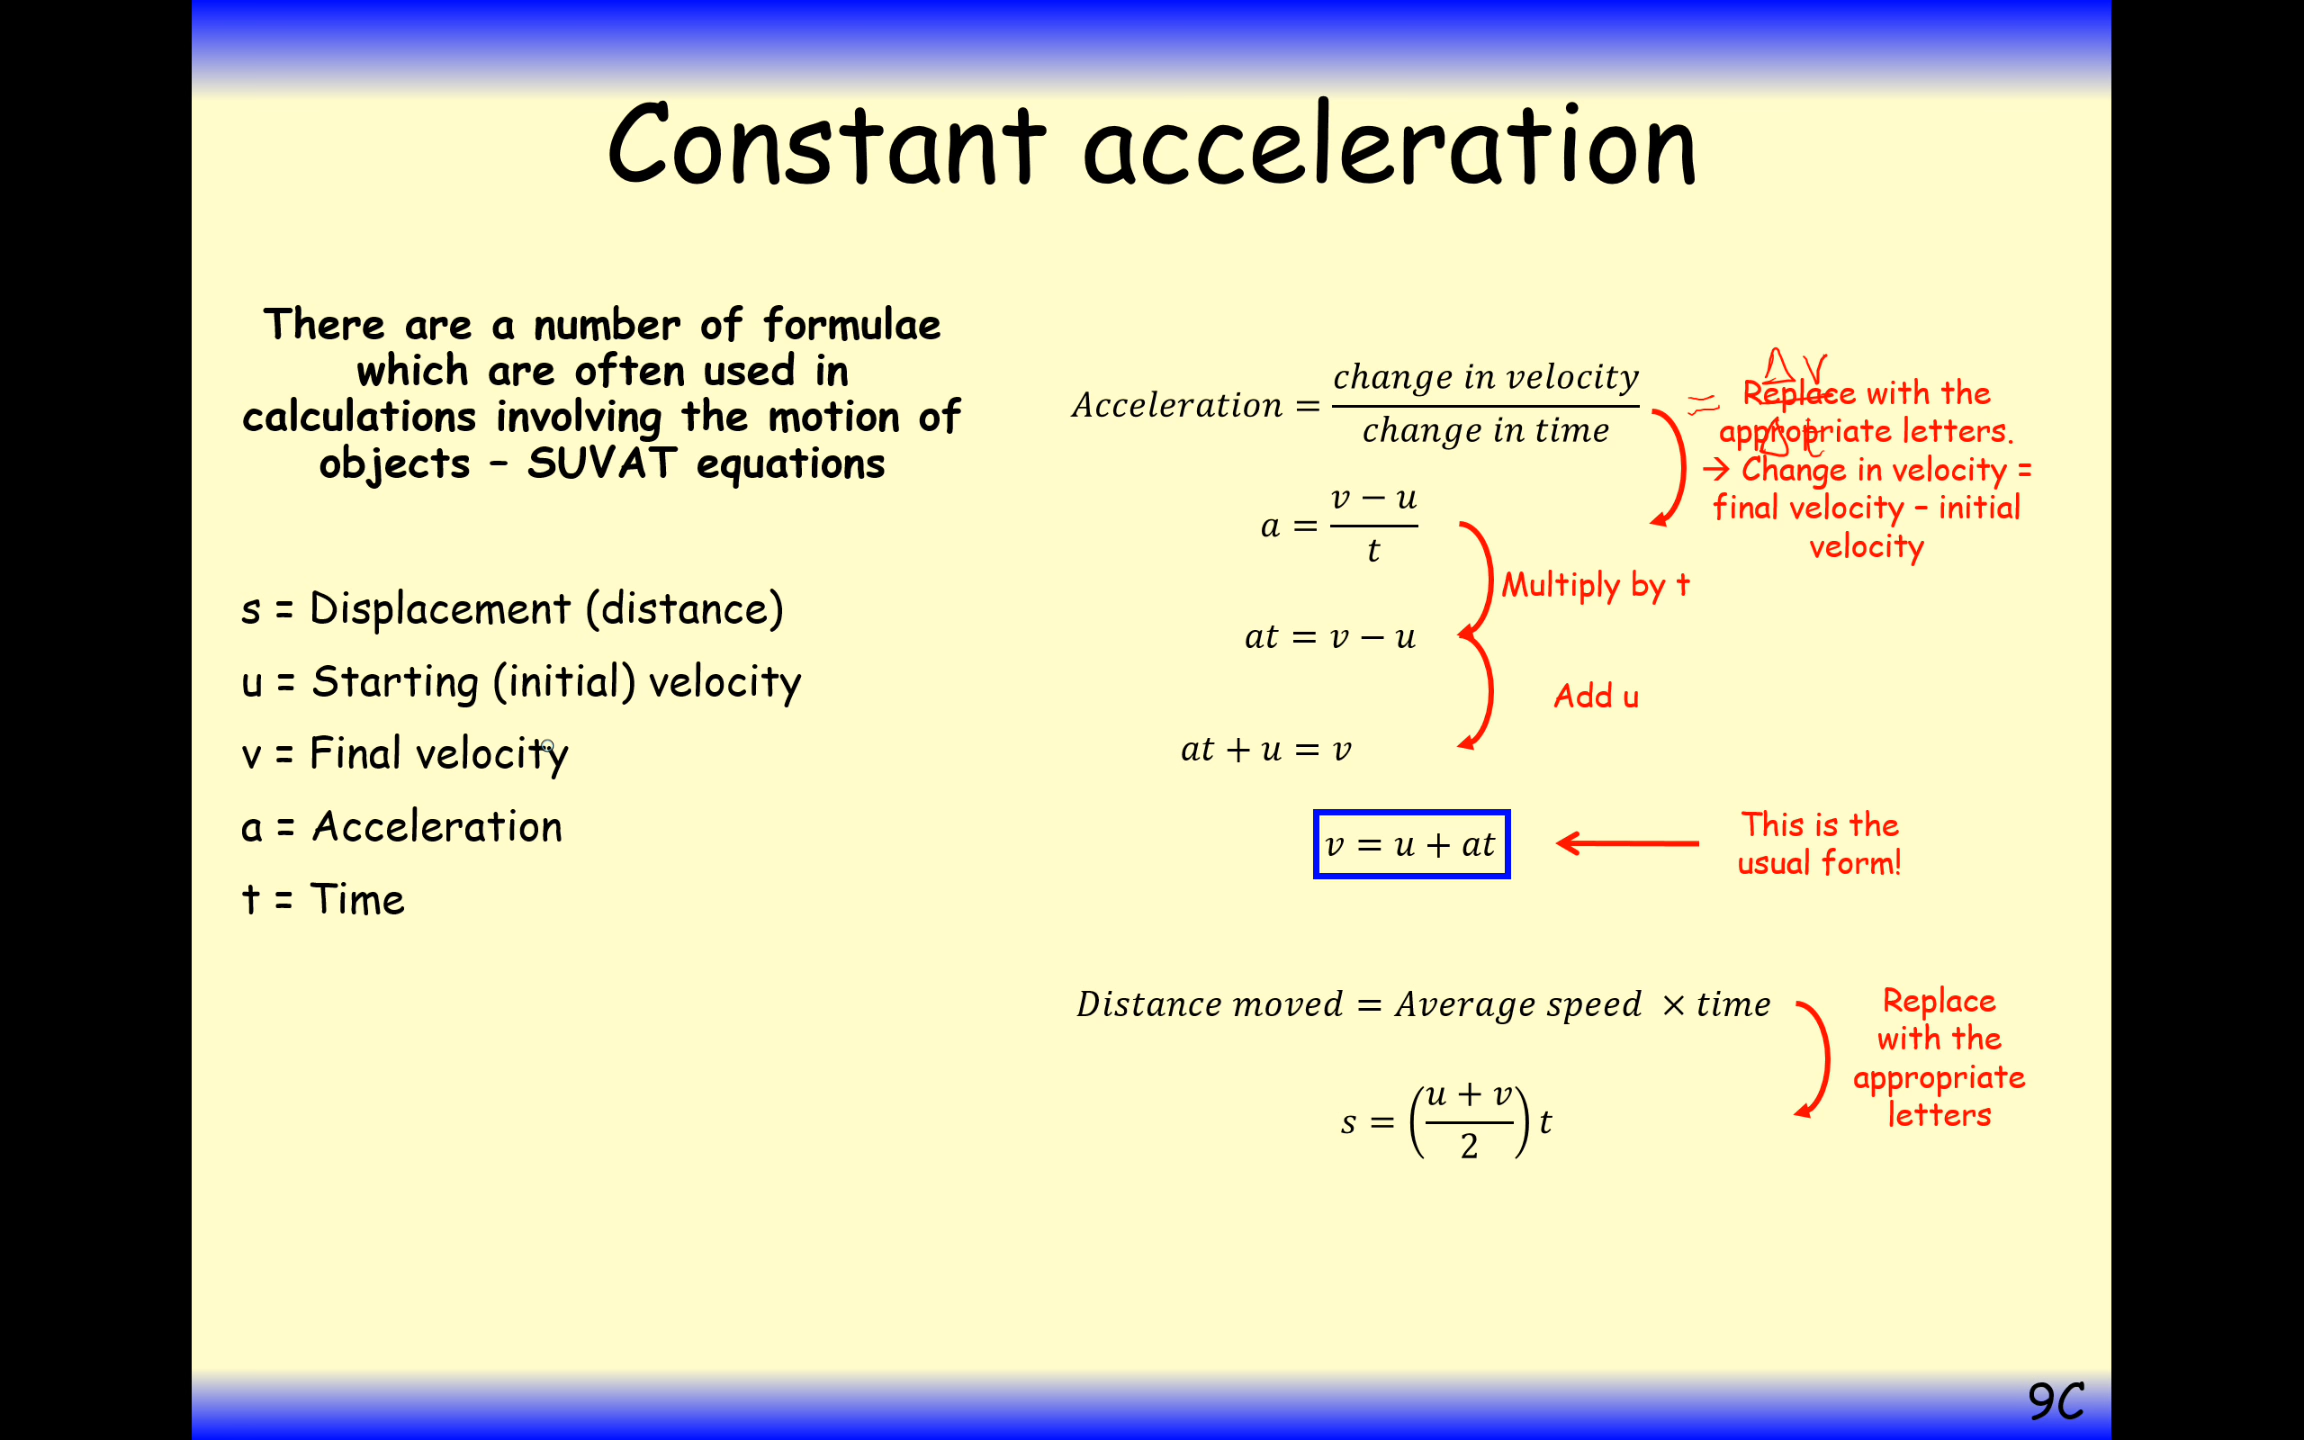 Constant acceleration
There are a number of formulae
which are often used in
calculations involving the motion of
objects – SUVAT equations
s = Displacement (distance)
u = Starting (initial) velocity
v = Final velocity
a = Acceleration
t = Time
Acceleration = change in velocity / change in time
= Δv / Δt
Replace with the
appropriate letters.
→ Change in velocity =
final velocity – initial
velocity
a = v − u / t
Multiply by t
at = v − u
Add u
at + u = v
v = u + at
This is the
usual form!
Distance moved = Average speed × time
Replace
with the
appropriate
letters
s = (u + v / 2) t
9C